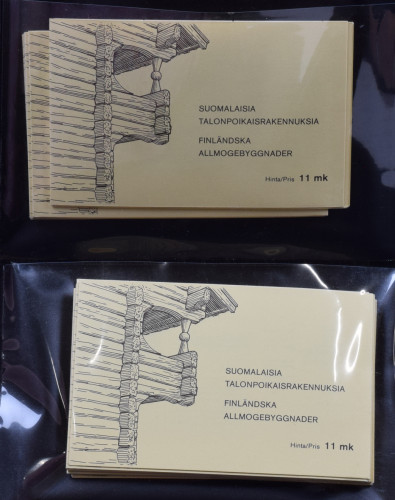 SUOMALAISIA
TALONPOIKAISRAKENNUKSIA
FINLÄNDSKA
ALLMOGEBYGGNADER
Hinta/Pris 11 mk
SUOMALAISIA
TALONPOIKAISRAKENNUKSIA
FINLÄNDSKA
ALLMOGEBYGGNADER
Hinta/Pris 11 mk